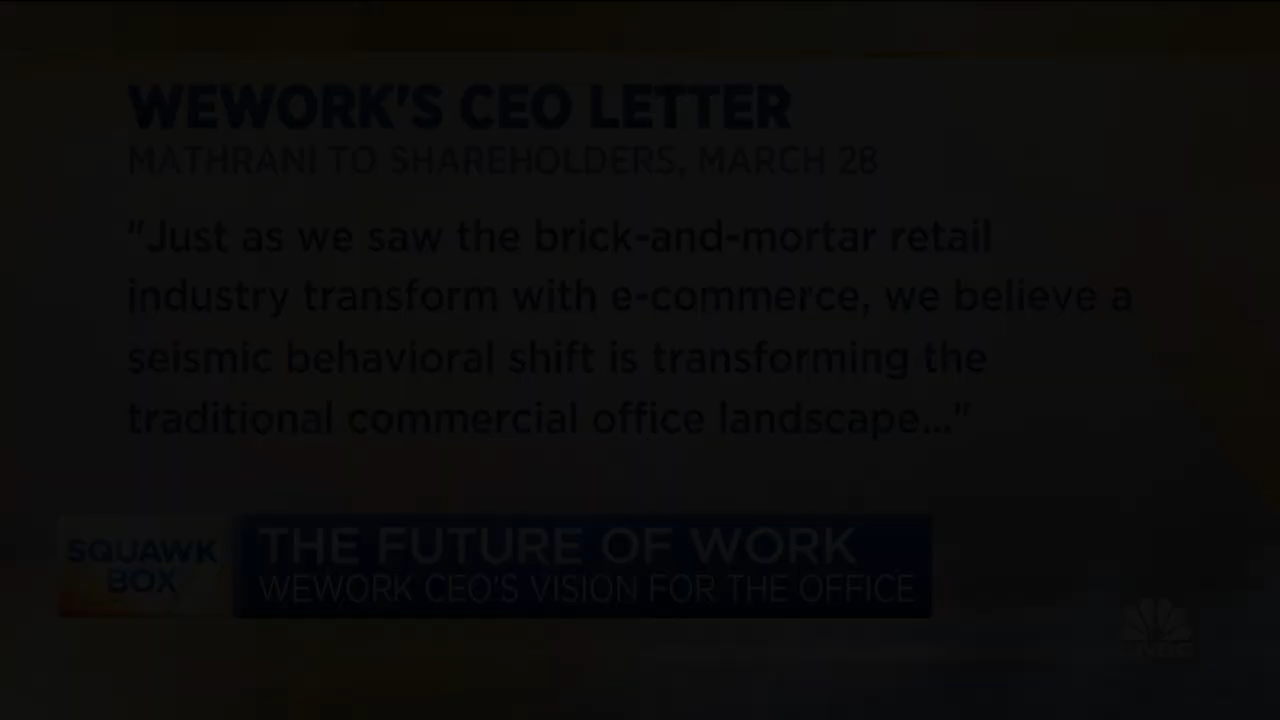 WEWORK'S CEO LETTER
MATHRANI TO SHAREHOLDERS, MARCH 28
"Just as we saw the brick-and-mortar retail
industry transform with e-commerce, we believe a
seismic behavioral shift is transforming the
traditional commercial office landscape..."
SQUAWK
BOX
THE FUTURE OF WORK
WEWORK CEO'S VISION FOR THE OFFICE
CNBC